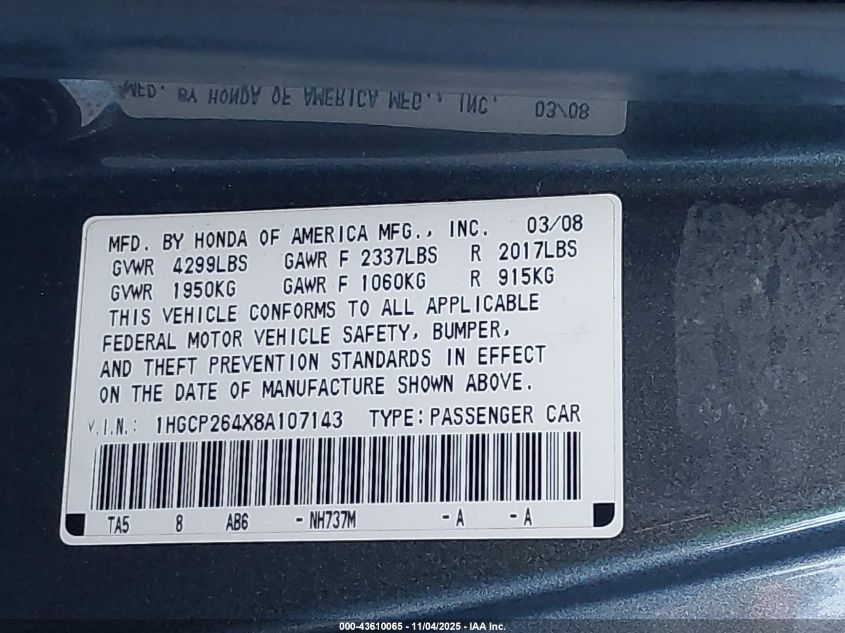 MFD. BY HONDA OF AMERICA MFG., INC. 03/08
MFD. BY HONDA OF AMERICA MFG., INC. 03/08
GVWR 4299LBS GAWR F 2337LBS R 2017LBS
GVWR 1950KG GAWR F 1060KG R 915KG
THIS VEHICLE CONFORMS TO ALL APPLICABLE
FEDERAL MOTOR VEHICLE SAFETY, BUMPER,
AND THEFT PREVENTION STANDARDS IN EFFECT
ON THE DATE OF MANUFACTURE SHOWN ABOVE.
V.I.N.: 1HGCP264X8A107143 TYPE:PASSENGER CAR
TA5 8 AB6 -NH737M -A -A
000-43610065 - 11/04/2025 - IAA Inc.